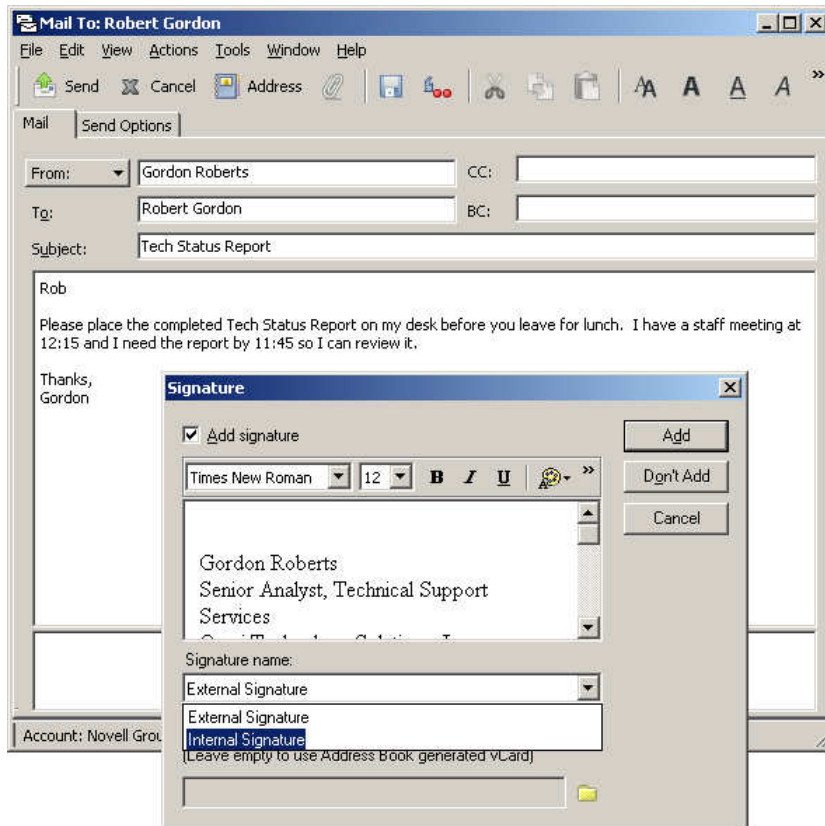 Mail To: Robert Gordon
File Edit View Actions Tools Window Help
Send Cancel Address
Mail Send Options
From: Gordon Roberts CC:
To: Robert Gordon BC:
Subject: Tech Status Report
Rob
Please place the completed Tech Status Report on my desk before you leave for lunch. I have a staff meeting at
12:15 and I need the report by 11:45 so I can review it.
Thanks,
Gordon
Signature
Add signature
Add
Times New Roman 12 B I U
Don't Add
Cancel
Gordon Roberts
Senior Analyst, Technical Support
Services
Signature name:
External Signature
External Signature
Internal Signature
(Leave empty to use Address Book generated vCard)
Account: Novell Grou